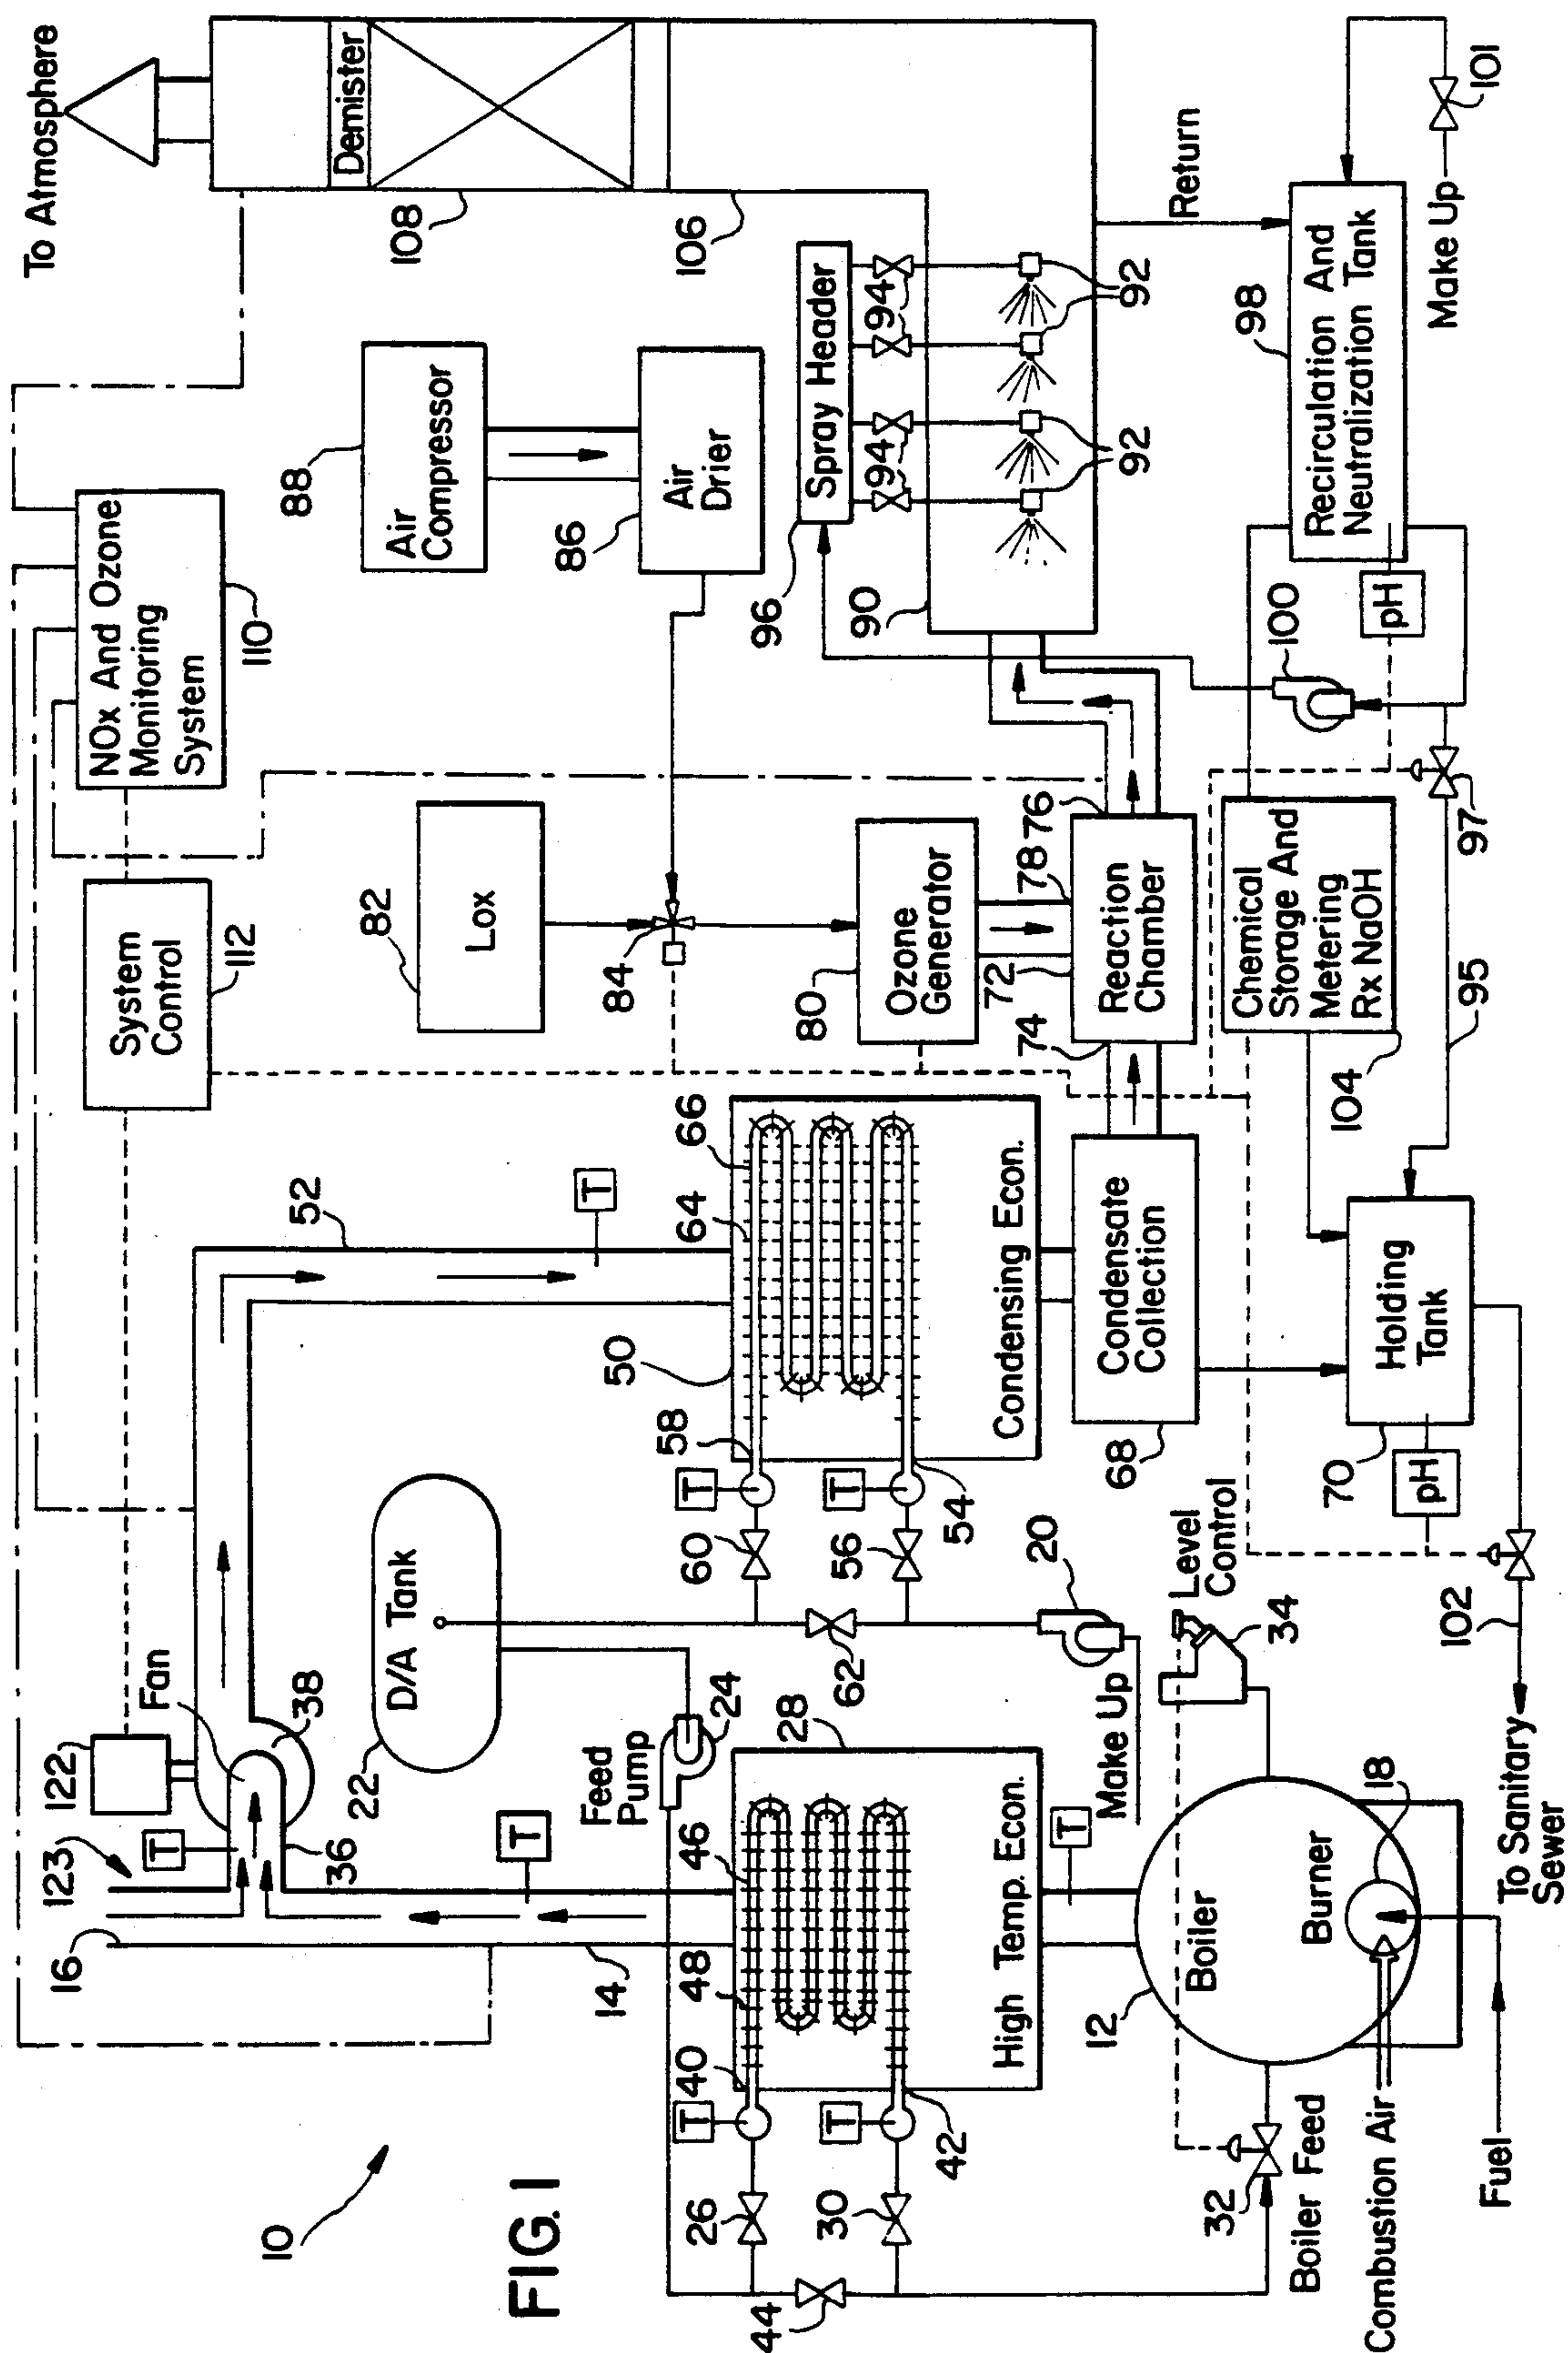 FIG. 1
10
To Atmosphere
Demister
108
106
NOx And Ozone
Monitoring
System
110
System
Control
112
122
123
T
Fan
38
36
16
14
T
52
T
D/A Tank
22
Feed
Pump
24
Lox
82
84
Air
Compressor
88
Air
Drier
86
Spray Header
96
94
94
90
92
92
Return
Ozone
Generator
80
72
78
76
74
Reaction
Chamber
50
64
66
58
T
60
T
56
54
62
20
Condensing Econ.
Make Up
46
48
28
40
T
26
T
30
42
44
High Temp. Econ.
T
Condensate
Collection
68
Level
Control
34
Boiler
12
Burner
18
32
Boiler Feed
Combustion Air
Fuel
Holding
Tank
70
pH
102
To Sanitary
Sewer
Chemical
Storage And
Metering
Rx NaOH
104
95
97
100
pH
Recirculation And
Neutralization Tank
98
Make Up
101